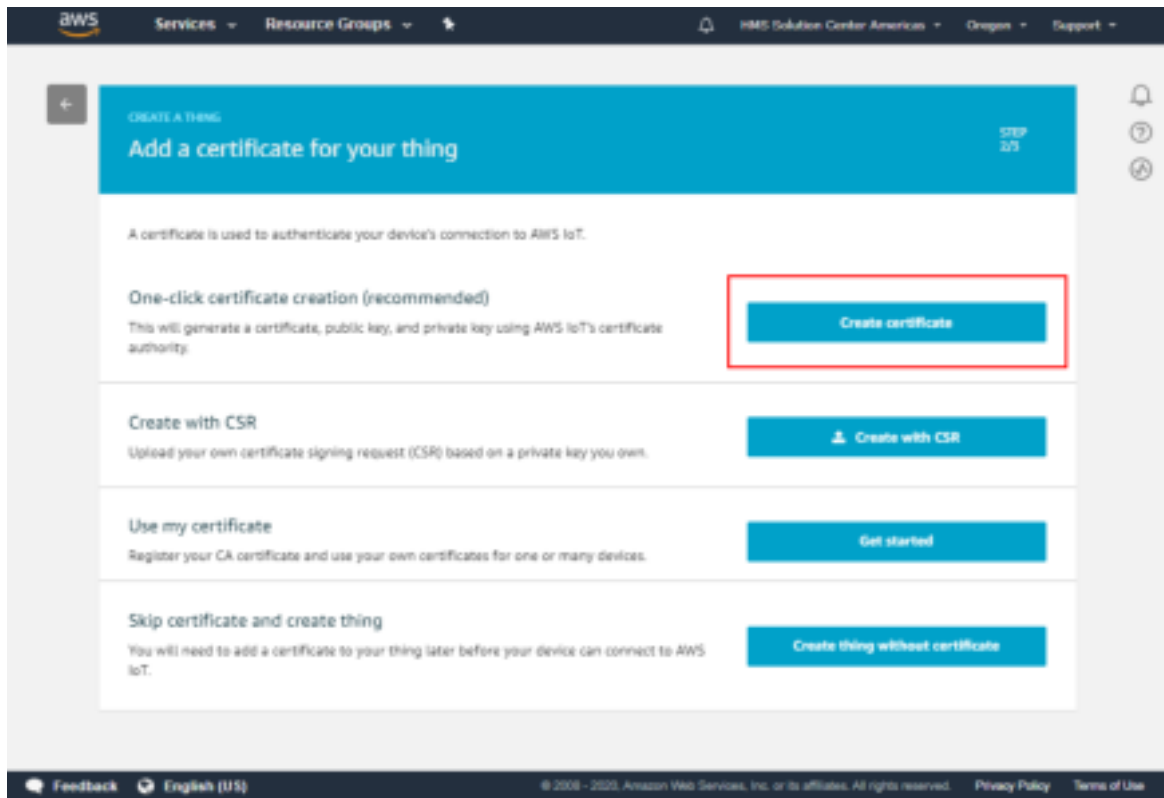 aws
Services
Resource Groups
HMS Solution Center Americas
Oregon
Support
CREATE A THING
Add a certificate for your thing
STEP
2/3
A certificate is used to authenticate your device's connection to AWS IoT.
One-click certificate creation (recommended)
This will generate a certificate, public key, and private key using AWS IoT's certificate
authority.
Create certificate
Create with CSR
Upload your own certificate signing request (CSR) based on a private key you own.
Create with CSR
Use my certificate
Register your CA certificate and use your own certificates for one or many devices.
Get started
Skip certificate and create thing
You will need to add a certificate to your thing later before your device can connect to AWS
IoT.
Create thing without certificate
Feedback
English (US)
© 2008 - 2020, Amazon Web Services, Inc. or its affiliates. All rights reserved.
Privacy Policy
Terms of Use